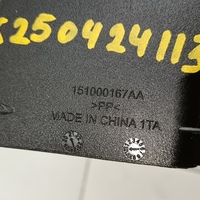 250424113
151000167AA
>PP<
MADE IN CHINA 1TA